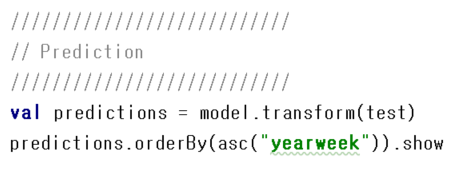 ///////////////////////////
// Prediction
///////////////////////////
val predictions = model.transform(test)
predictions.orderBy(asc("yearweek")).show